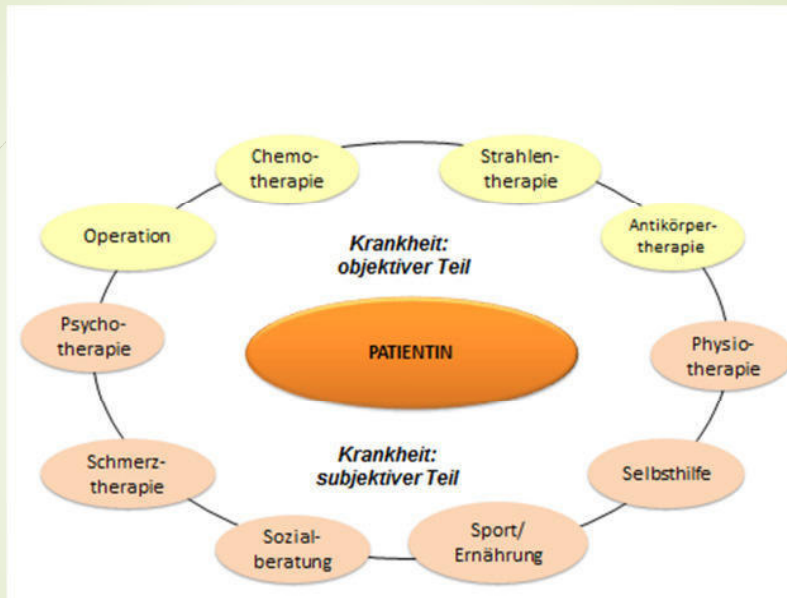 Chemo-
therapie
Strahlen-
therapie
Operation
Krankheit:
objektiver Teil
Antikörper-
therapie
Psycho-
therapie
PATIENTIN
Physio-
therapie
Schmerz-
therapie
Krankheit:
subjektiver Teil
Selbsthilfe
Sozial-
beratung
Sport/
Ernährung